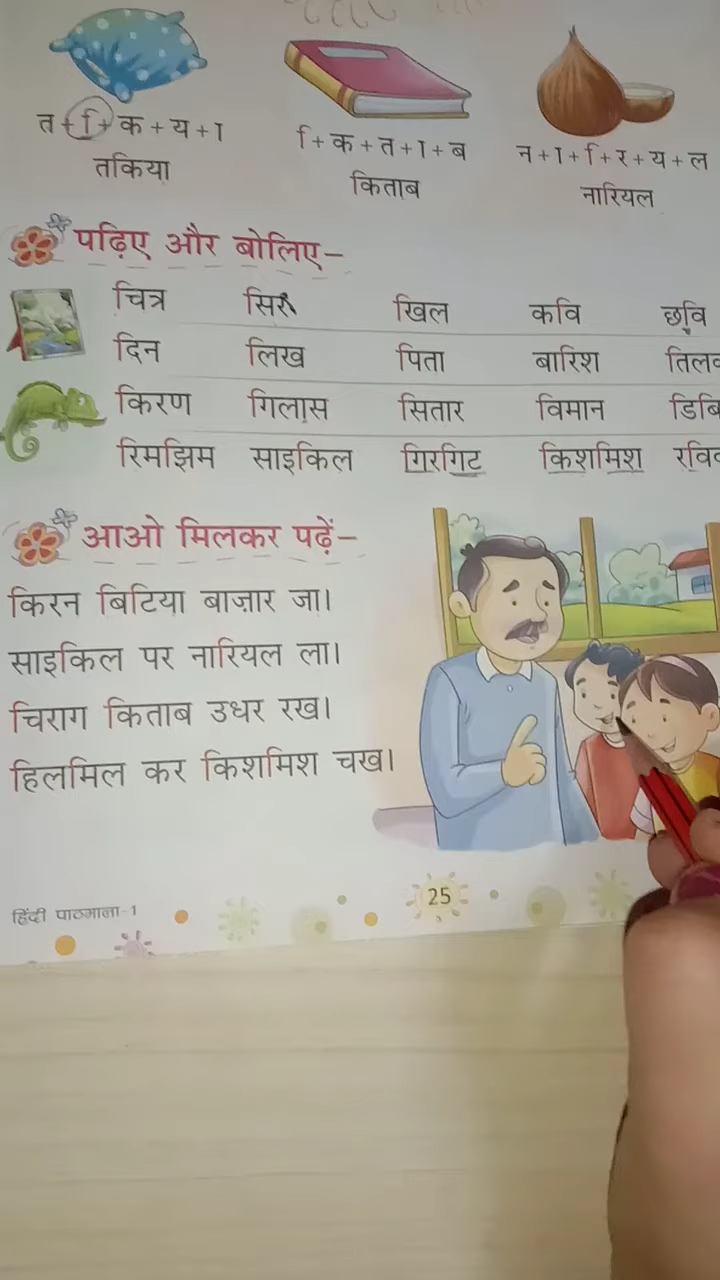 त + ि + क + य + ा
तकिया
ि + क + त + ा + ब
किताब
न + ा + ि + र + य + ल
नारियल
पढ़िए और बोलिए–
चित्र सिर खिल कवि छवि
दिन लिख पिता बारिश
किरण गिलास सितार विमान
रिमझिम साइकिल गिरगिट किशमिश
आओ मिलकर पढ़ें–
किरन बिटिया बाज़ार जा।
साइकिल पर नारियल ला।
चिराग किताब उधर रख।
हिलमिल कर किशमिश चख।
हिंदी पाठमाला-1
25